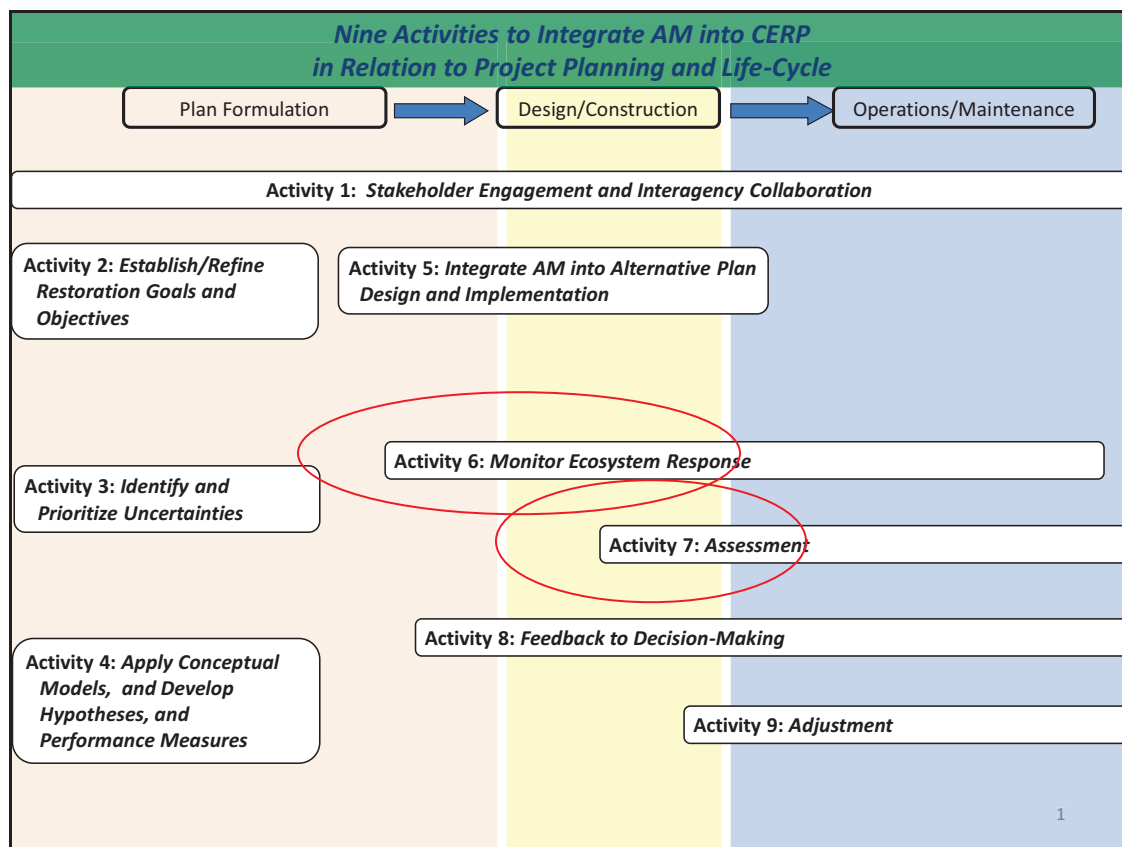 Nine Activities to Integrate AM into CERP
in Relation to Project Planning and Life-Cycle
Plan Formulation
Design/Construction
Operations/Maintenance
Activity 1: Stakeholder Engagement and Interagency Collaboration
Activity 2: Establish/Refine
Restoration Goals and
Objectives
Activity 5: Integrate AM into Alternative Plan
Design and Implementation
Activity 6: Monitor Ecosystem Response
Activity 3: Identify and
Prioritize Uncertainties
Activity 7: Assessment
Activity 8: Feedback to Decision-Making
Activity 4: Apply Conceptual
Models, and Develop
Hypotheses, and
Performance Measures
Activity 9: Adjustment
1